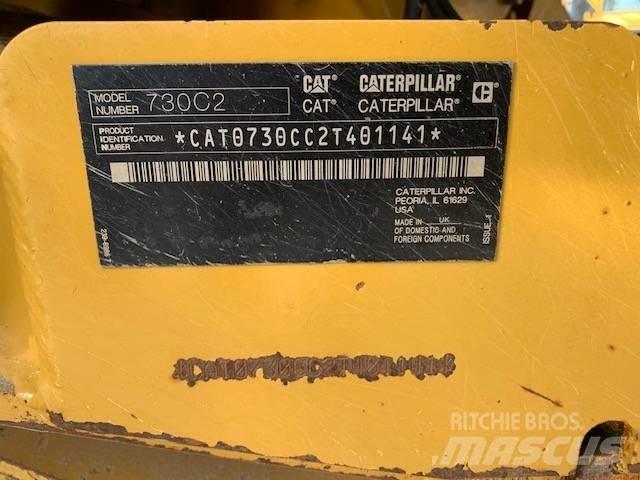 CAT CATERPILLAR C
CAT® CATERPILLAR®
MODEL NUMBER 730C2
PRODUCT IDENTIFICATION NUMBER
*CAT0730CC2T401141*
CATERPILLAR INC.
PEORIA, IL 61629
USA
MADE IN UK
OF DOMESTIC AND
FOREIGN COMPONENTS
ISSUE-4
RITCHIE BROS.
MASCUS